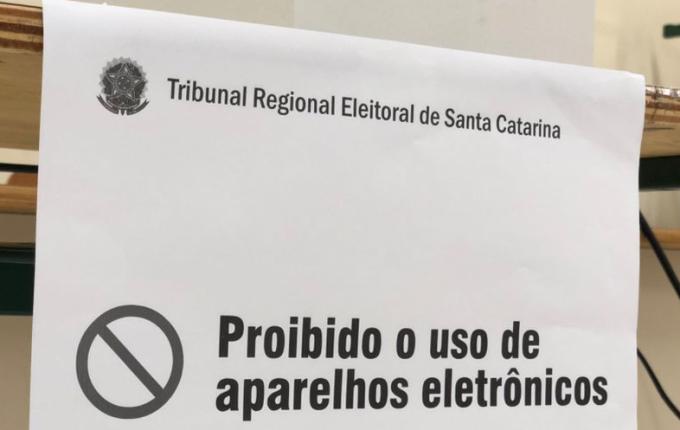 Tribunal Regional Eleitoral de Santa Catarina
Proibido o uso de
aparelhos eletrônicos